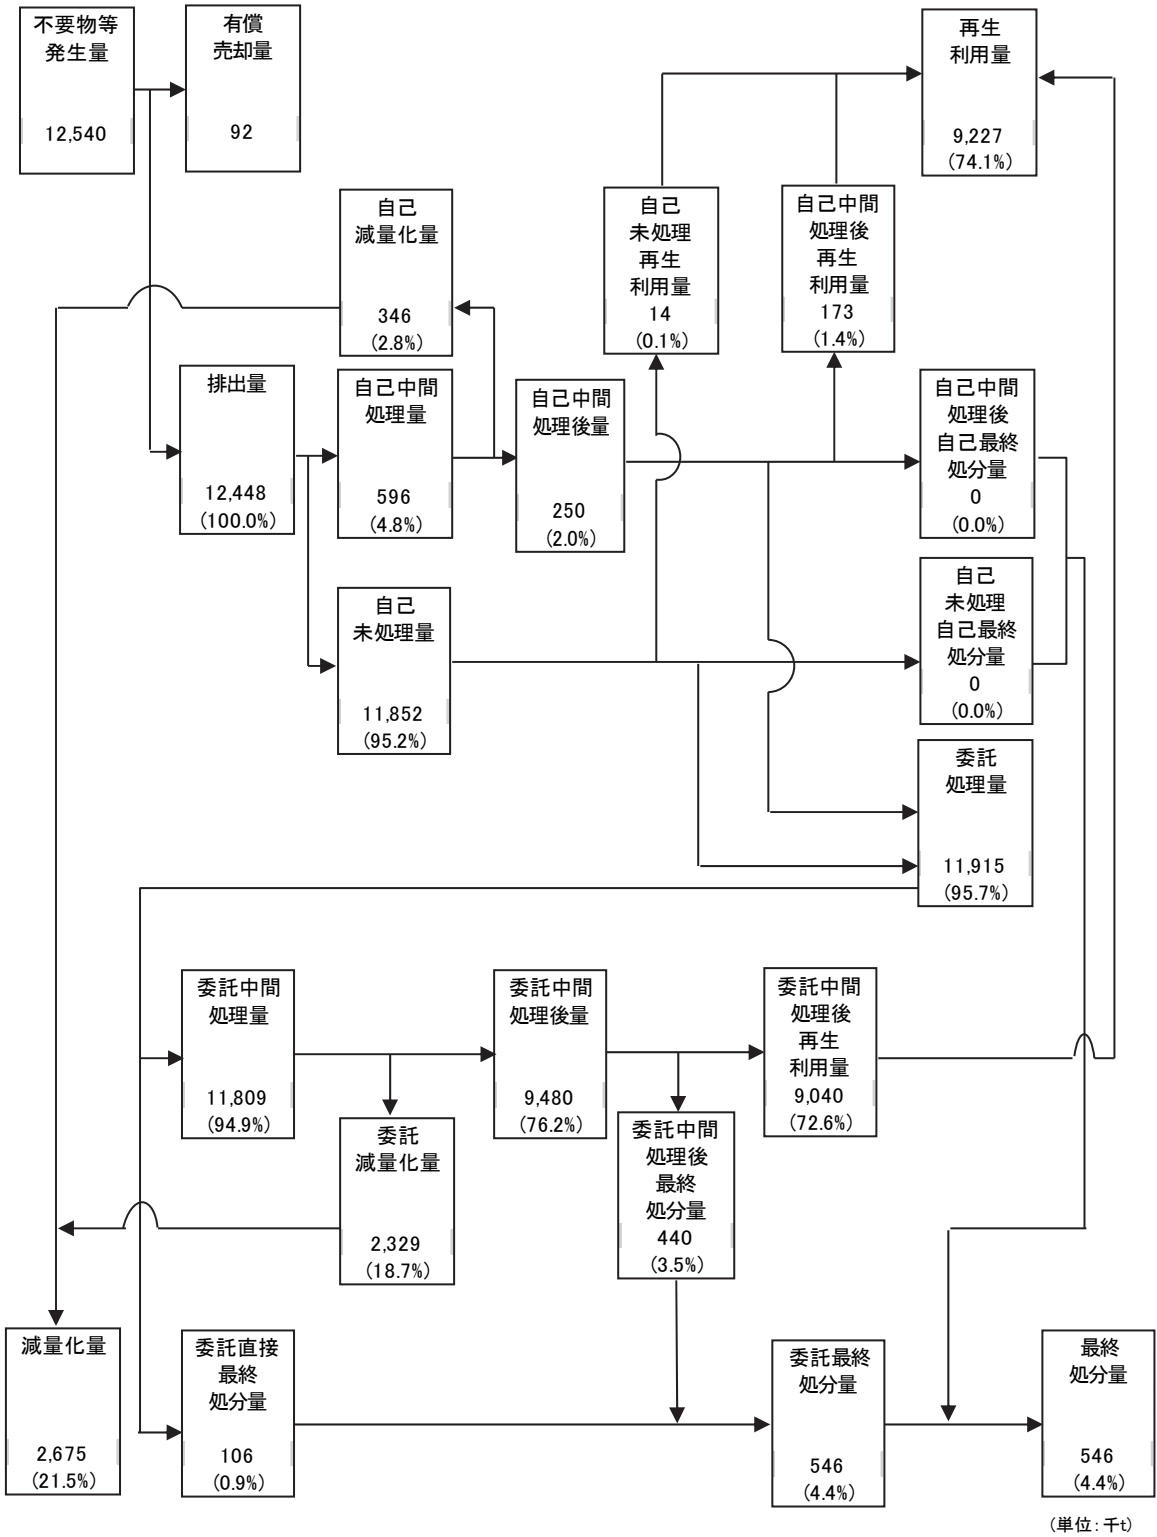 不要物等
発生量
12,540
有償
売却量
92
再生
利用量
9,227
(74.1%)
自己
減量化量
346
(2.8%)
自己
未処理
再生
利用量
14
(0.1%)
自己中間
処理後
再生
利用量
173
(1.4%)
排出量
12,448
(100.0%)
自己中間
処理量
596
(4.8%)
自己中間
処理後量
250
(2.0%)
自己中間
処理後
自己最終
処分量
0
(0.0%)
自己
未処理量
11,852
(95.2%)
自己
未処理
自己最終
処分量
0
(0.0%)
委託
処理量
11,915
(95.7%)
委託中間
処理量
11,809
(94.9%)
委託中間
処理後量
9,480
(76.2%)
委託中間
処理後
再生
利用量
9,040
(72.6%)
委託
減量化量
2,329
(18.7%)
委託中間
処理後
最終
処分量
440
(3.5%)
減量化量
2,675
(21.5%)
委託直接
最終
処分量
106
(0.9%)
委託最終
処分量
546
(4.4%)
最終
処分量
546
(4.4%)
(単位:千t)